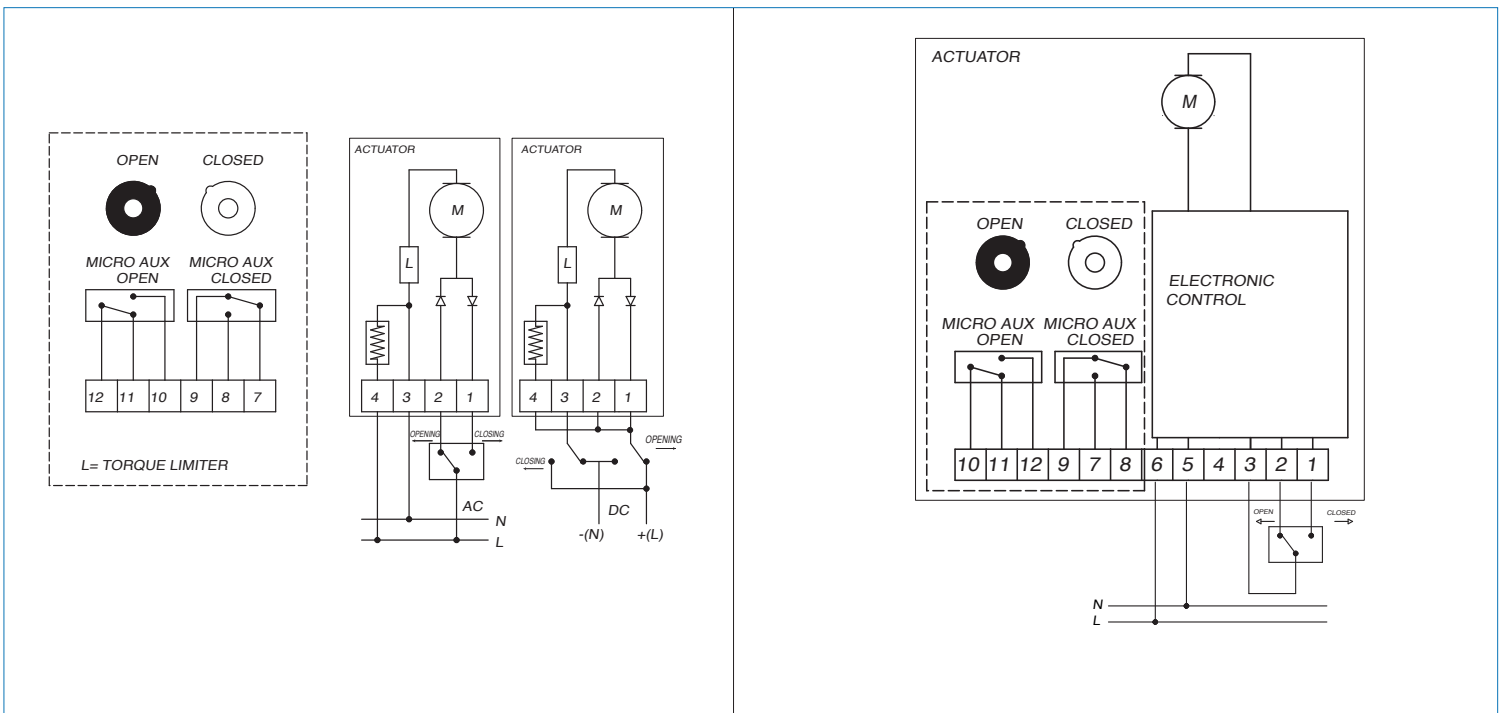 OPEN CLOSED
MICRO AUX OPEN
MICRO AUX CLOSED
12 11 10 9 8 7
L= TORQUE LIMITER
ACTUATOR
M
L
4 3 2 1
OPENING CLOSING
AC
N
L
ACTUATOR
M
L
4 3 2 1
OPENING
CLOSING
DC
-(N) +(L)
ACTUATOR
M
OPEN CLOSED
MICRO AUX OPEN
MICRO AUX CLOSED
ELECTRONIC
CONTROL
10 11 12 9 7 8 6 5 4 3 2 1
OPEN CLOSED
N
L